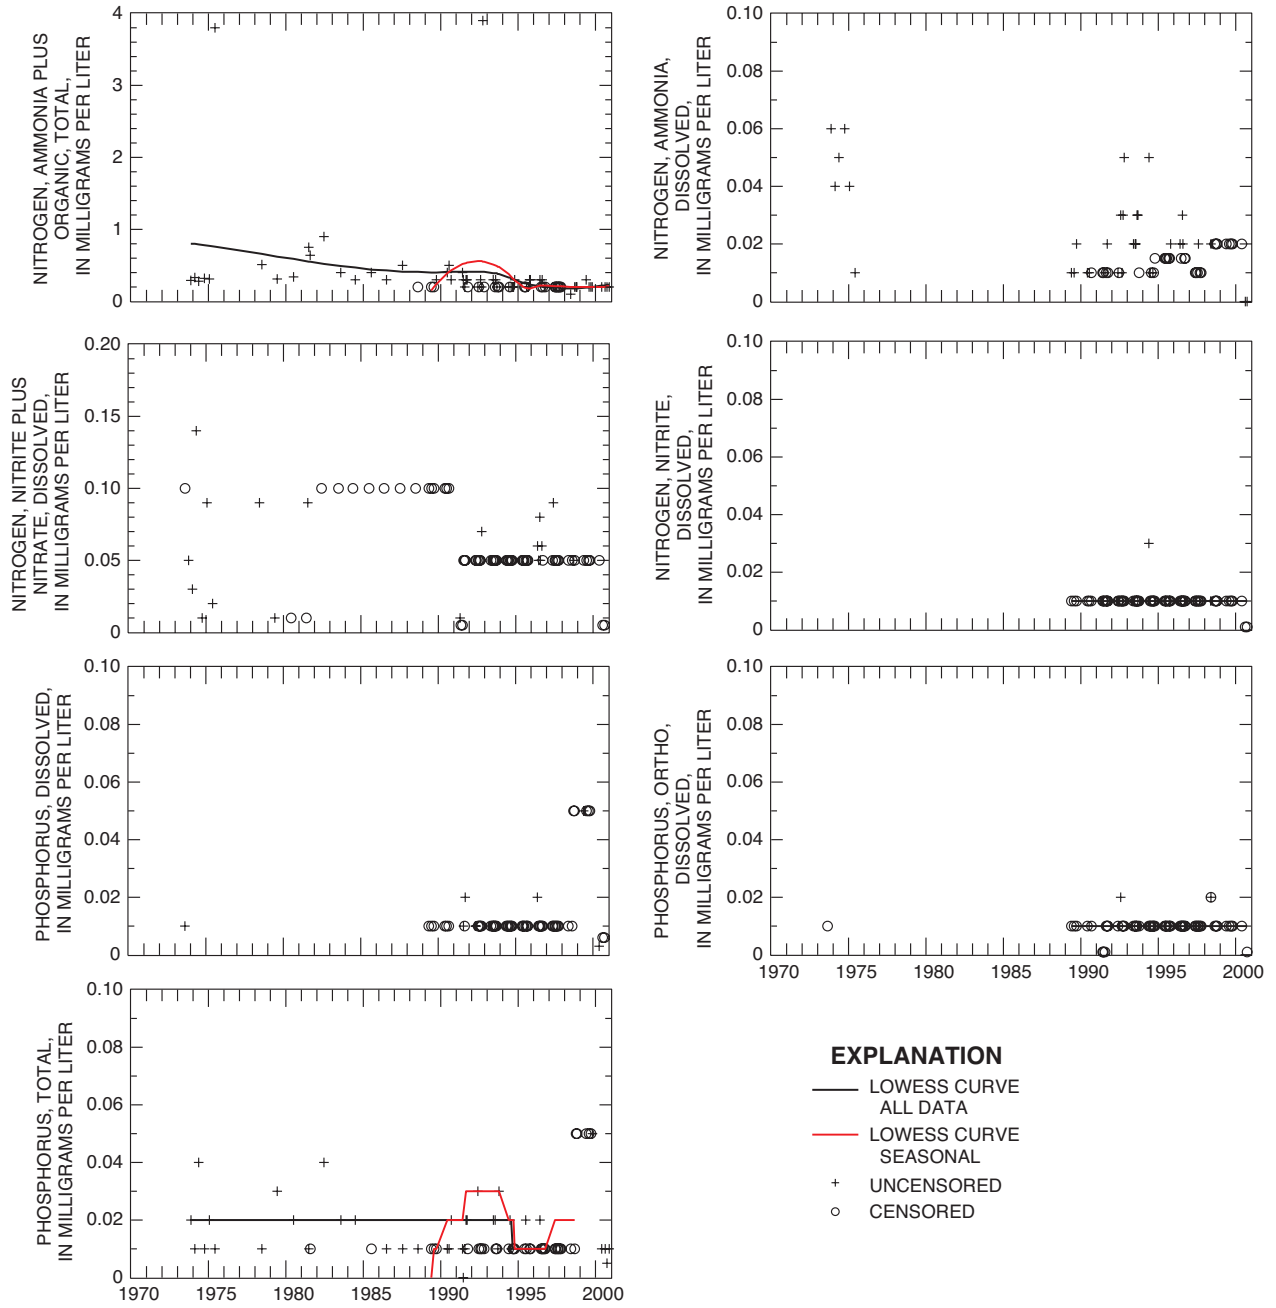 NITROGEN, AMMONIA PLUS
ORGANIC, TOTAL,
IN MILLIGRAMS PER LITER
4
3
2
1
0
NITROGEN, AMMONIA,
DISSOLVED,
IN MILLIGRAMS PER LITER
0.10
0.08
0.06
0.04
0.02
0
NITROGEN, NITRITE PLUS
NITRATE, DISSOLVED,
IN MILLIGRAMS PER LITER
0.20
0.15
0.10
0.05
0
NITROGEN, NITRITE,
DISSOLVED,
IN MILLIGRAMS PER LITER
0.10
0.08
0.06
0.04
0.02
0
PHOSPHORUS, DISSOLVED,
IN MILLIGRAMS PER LITER
0.10
0.08
0.06
0.04
0.02
0
PHOSPHORUS, ORTHO,
DISSOLVED,
IN MILLIGRAMS PER LITER
0.10
0.08
0.06
0.04
0.02
0
1970 1975 1980 1985 1990 1995 2000
PHOSPHORUS, TOTAL,
IN MILLIGRAMS PER LITER
0.10
0.08
0.06
0.04
0.02
0
1970 1975 1980 1985 1990 1995 2000
EXPLANATION
LOWESS CURVE
ALL DATA
LOWESS CURVE
SEASONAL
UNCENSORED
CENSORED